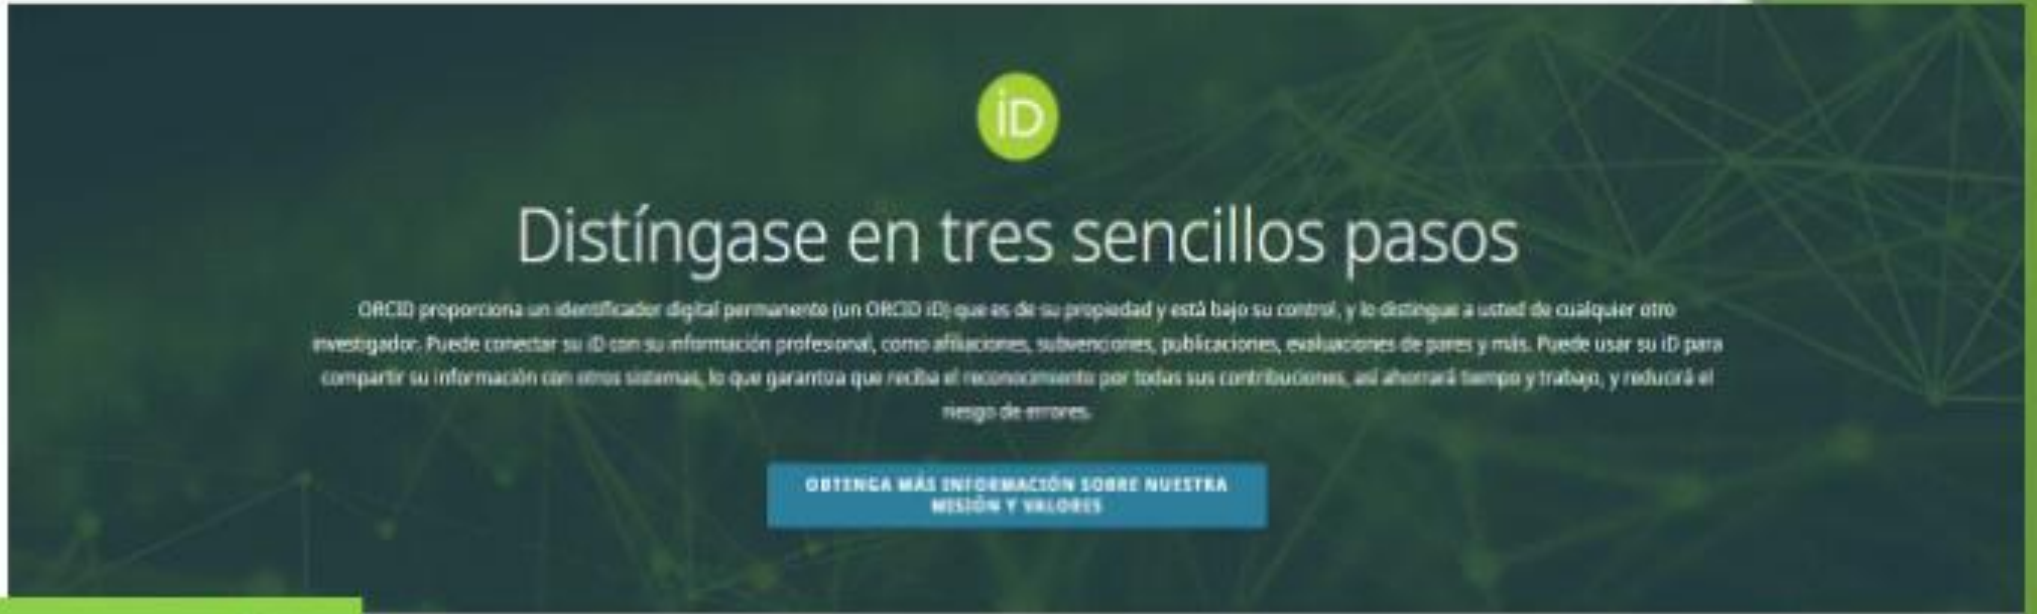 iD
Distíngase en tres sencillos pasos
ORCID proporciona un identificador digital permanente (un ORCID iD) que es de su propiedad y está bajo su control, y lo distingue a usted de cualquier otro
investigador. Puede conectar su iD con su información profesional, como afiliaciones, subvenciones, publicaciones, evaluaciones de pares y más. Puede usar su iD para
compartir su información con otros sistemas, lo que garantiza que reciba el reconocimiento por todas sus contribuciones, así ahorrará tiempo y trabajo, y reducirá el
riesgo de errores.
OBTENGA MÁS INFORMACIÓN SOBRE NUESTRA
MISIÓN Y VALORES